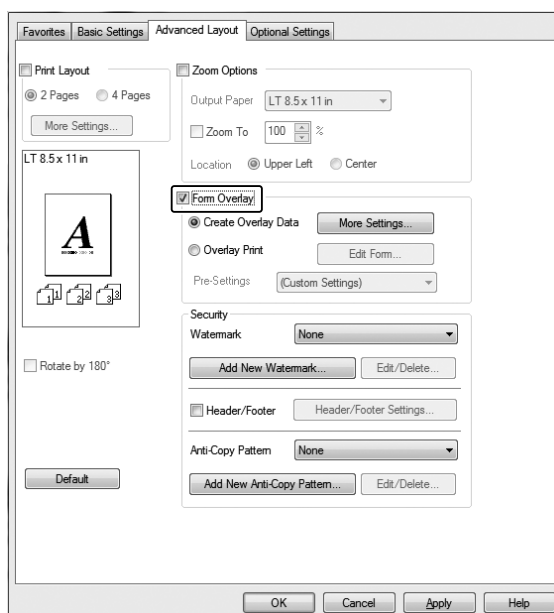 Favorites Basic Settings Advanced Layout Optional Settings
Print Layout
2 Pages 4 Pages
More Settings...
LT 8.5 x 11 in
A
1 1 2 2 3 3
Rotate by 180°
Default
Zoom Options
Output Paper LT 8.5 x 11 in
Zoom To 100 %
Location Upper Left Center
Form Overlay
Create Overlay Data More Settings...
Overlay Print Edit Form...
Pre-Settings (Custom Settings)
Security
Watermark None
Add New Watermark... Edit/Delete...
Header/Footer Header/Footer Settings...
Anti-Copy Pattern None
Add New Anti-Copy Pattern... Edit/Delete...
OK Cancel Apply Help